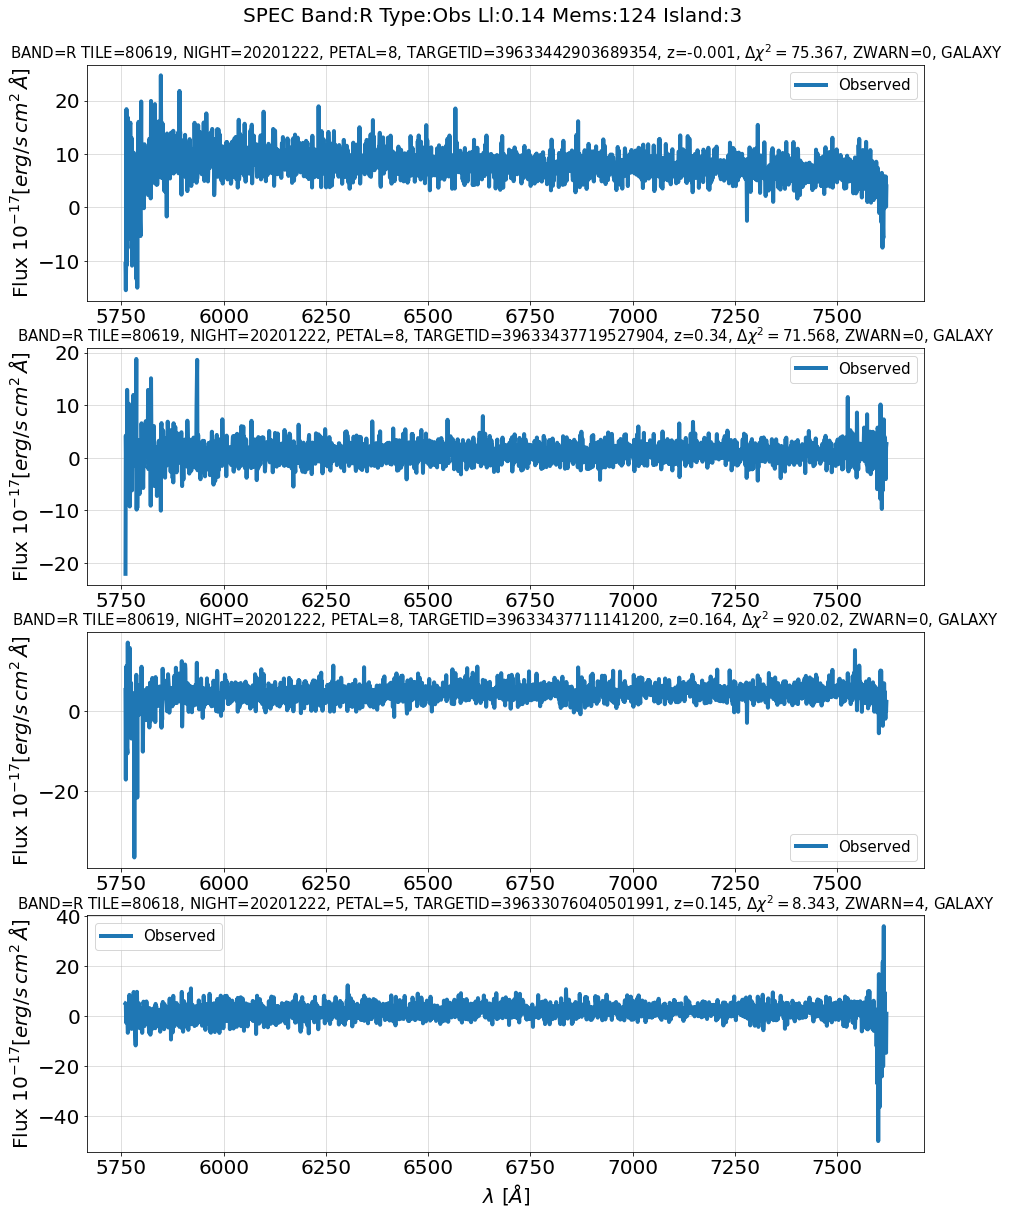 SPEC Band:R Type:Obs Ll:0.14 Mems:124 Island:3
BAND=R TILE=80619, NIGHT=20201222, PETAL=8, TARGETID=39633442903689354, z=-0.001, Δχ² = 75.367, ZWARN=0, GALAXY
Observed
20
10
0
−10
Flux 10⁻¹⁷[erg/s cm² Å]
5750 6000 6250 6500 6750 7000 7250 7500
BAND=R TILE=80619, NIGHT=20201222, PETAL=8, TARGETID=39633437719527904, z=0.34, Δχ² = 71.568, ZWARN=0, GALAXY
Observed
20
10
0
−10
−20
Flux 10⁻¹⁷[erg/s cm² Å]
5750 6000 6250 6500 6750 7000 7250 7500
BAND=R TILE=80619, NIGHT=20201222, PETAL=8, TARGETID=39633437711141200, z=0.164, Δχ² = 920.02, ZWARN=0, GALAXY
0
−20
Flux 10⁻¹⁷[erg/s cm² Å]
Observed
5750 6000 6250 6500 6750 7000 7250 7500
BAND=R TILE=80618, NIGHT=20201222, PETAL=5, TARGETID=39633076040501991, z=0.145, Δχ² = 8.343, ZWARN=4, GALAXY
Observed
40
20
0
−20
−40
Flux 10⁻¹⁷[erg/s cm² Å]
5750 6000 6250 6500 6750 7000 7250 7500
λ [Å]